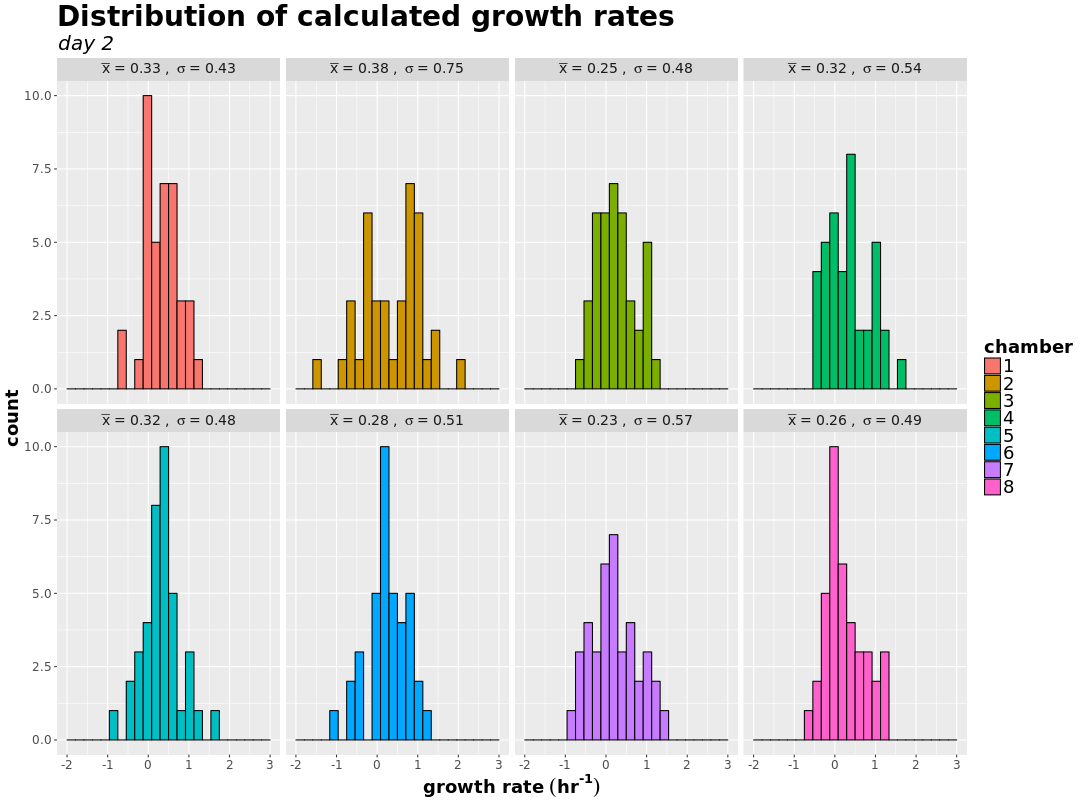 Distribution of calculated growth rates
day 2
x̅ = 0.33 , σ = 0.43
x̅ = 0.38 , σ = 0.75
x̅ = 0.25 , σ = 0.48
x̅ = 0.32 , σ = 0.54
10.0
7.5
5.0
2.5
0.0
x̅ = 0.32 , σ = 0.48
x̅ = 0.28 , σ = 0.51
x̅ = 0.23 , σ = 0.57
x̅ = 0.26 , σ = 0.49
10.0
7.5
5.0
2.5
0.0
-2 -1 0 1 2 3
-2 -1 0 1 2 3
-2 -1 0 1 2 3
-2 -1 0 1 2 3
growth rate (hr⁻¹)
count
chamber
1
2
3
4
5
6
7
8